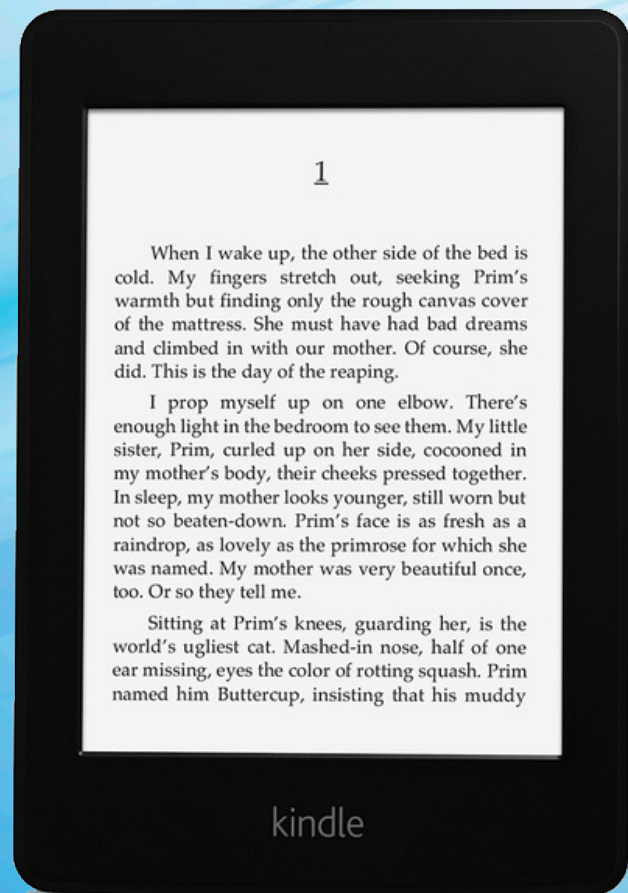 1
When I wake up, the other side of the bed is
cold. My fingers stretch out, seeking Prim's
warmth but finding only the rough canvas cover
of the mattress. She must have had bad dreams
and climbed in with our mother. Of course, she
did. This is the day of the reaping.
I prop myself up on one elbow. There's
enough light in the bedroom to see them. My little
sister, Prim, curled up on her side, cocooned in
my mother's body, their cheeks pressed together.
In sleep, my mother looks younger, still worn but
not so beaten-down. Prim's face is as fresh as a
raindrop, as lovely as the primrose for which she
was named. My mother was very beautiful once,
too. Or so they tell me.
Sitting at Prim's knees, guarding her, is the
world's ugliest cat. Mashed-in nose, half of one
ear missing, eyes the color of rotting squash. Prim
named him Buttercup, insisting that his muddy
kindle